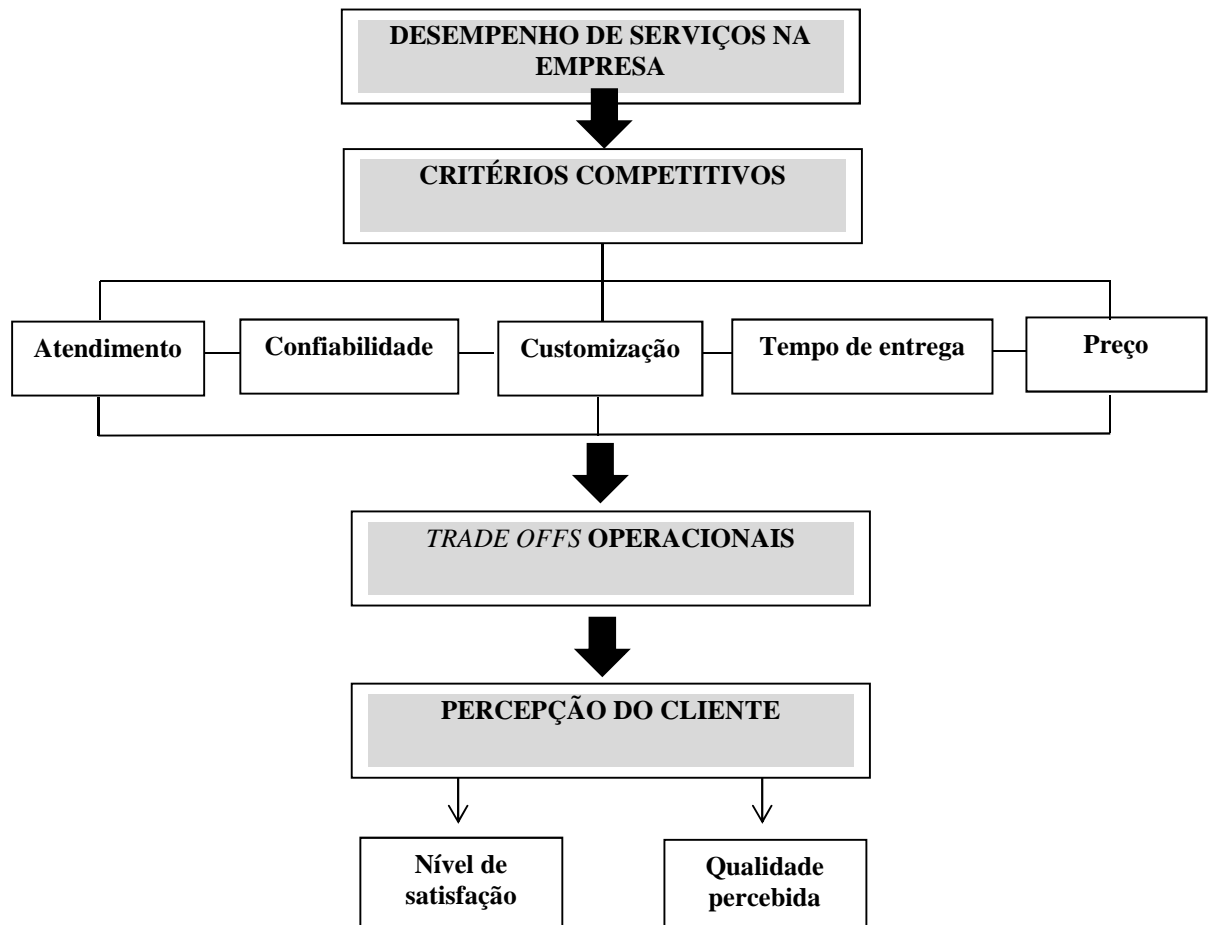 DESEMPENHO DE SERVIÇOS NA
EMPRESA
CRITÉRIOS COMPETITIVOS
Atendimento
Confiabilidade
Customização
Tempo de entrega
Preço
TRADE OFFS OPERACIONAIS
PERCEPÇÃO DO CLIENTE
Nível de
satisfação
Qualidade
percebida